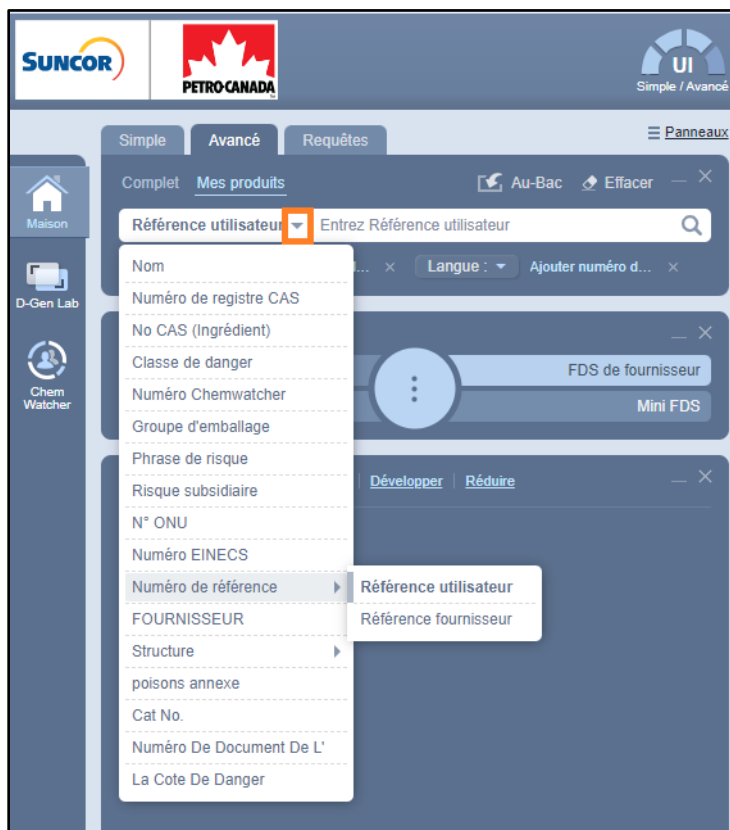 SUNCOR
PETRO-CANADA
UI
Simple / Avancé
Simple
Avancé
Requêtes
Panneaux
Complet
Mes produits
Au-Bac
Effacer
Maison
D-Gen Lab
Chem
Watcher
Référence utilisateur
Entrez Référence utilisateur
Langue :
Ajouter numéro d...
Nom
Numéro de registre CAS
No CAS (Ingrédient)
Classe de danger
Numéro Chemwatcher
Groupe d'emballage
Phrase de risque
Risque subsidiaire
N° ONU
Numéro EINECS
Numéro de référence
FOURNISSEUR
Structure
poisons annexe
Cat No.
Numéro De Document De L'
La Cote De Danger
Référence utilisateur
Référence fournisseur
FDS de fournisseur
Mini FDS
Développer
Réduire